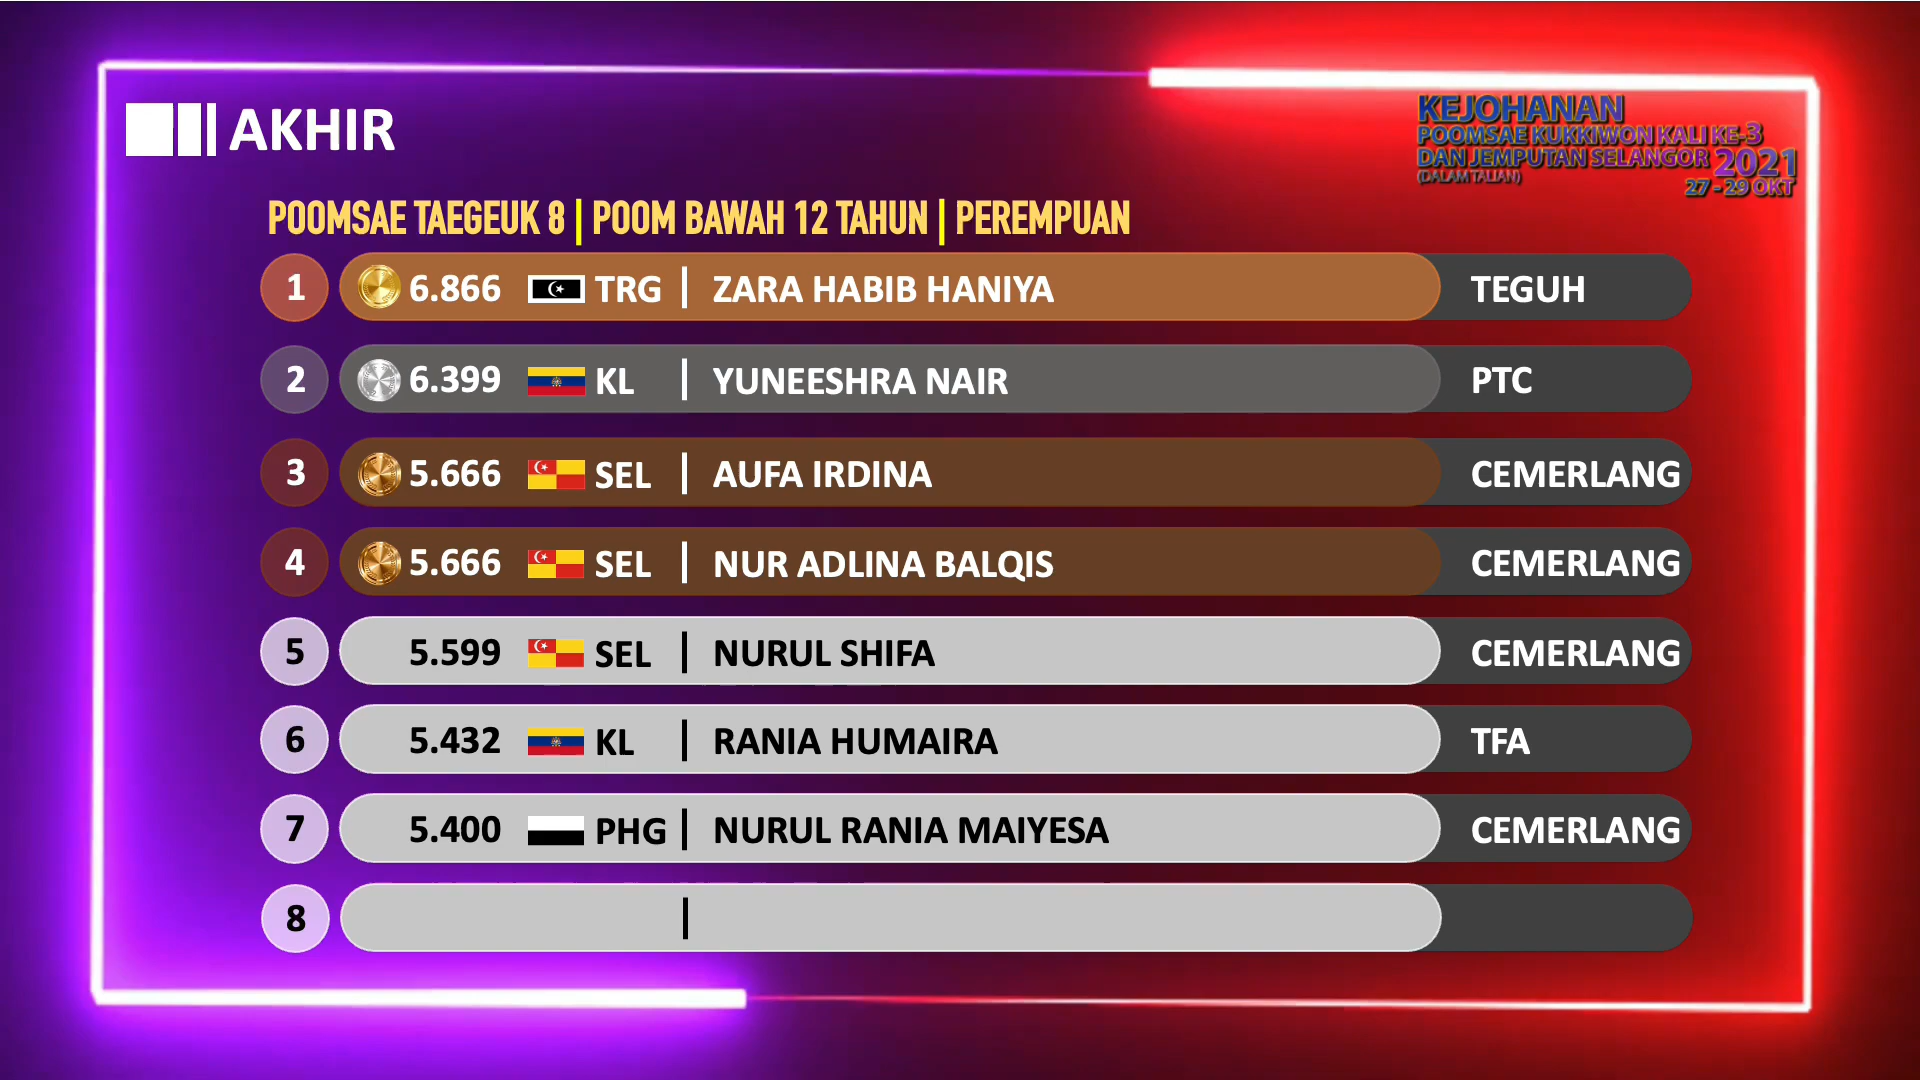 AKHIR
KEJOHANAN
POOMSAE KUKKIWON KALI KE-3
DAN JEMPUTAN SELANGOR 2021
(DALAM TALIAN)
27 - 29 OKT
POOMSAE TAEGEUK 8 | POOM BAWAH 12 TAHUN | PEREMPUAN
1 6.866 TRG | ZARA HABIB HANIYA TEGUH
2 6.399 KL | YUNEESHRA NAIR PTC
3 5.666 SEL | AUFA IRDINA CEMERLANG
4 5.666 SEL | NUR ADLINA BALQIS CEMERLANG
5 5.599 SEL | NURUL SHIFA CEMERLANG
6 5.432 KL | RANIA HUMAIRA TFA
7 5.400 PHG | NURUL RANIA MAIYESA CEMERLANG
8 |